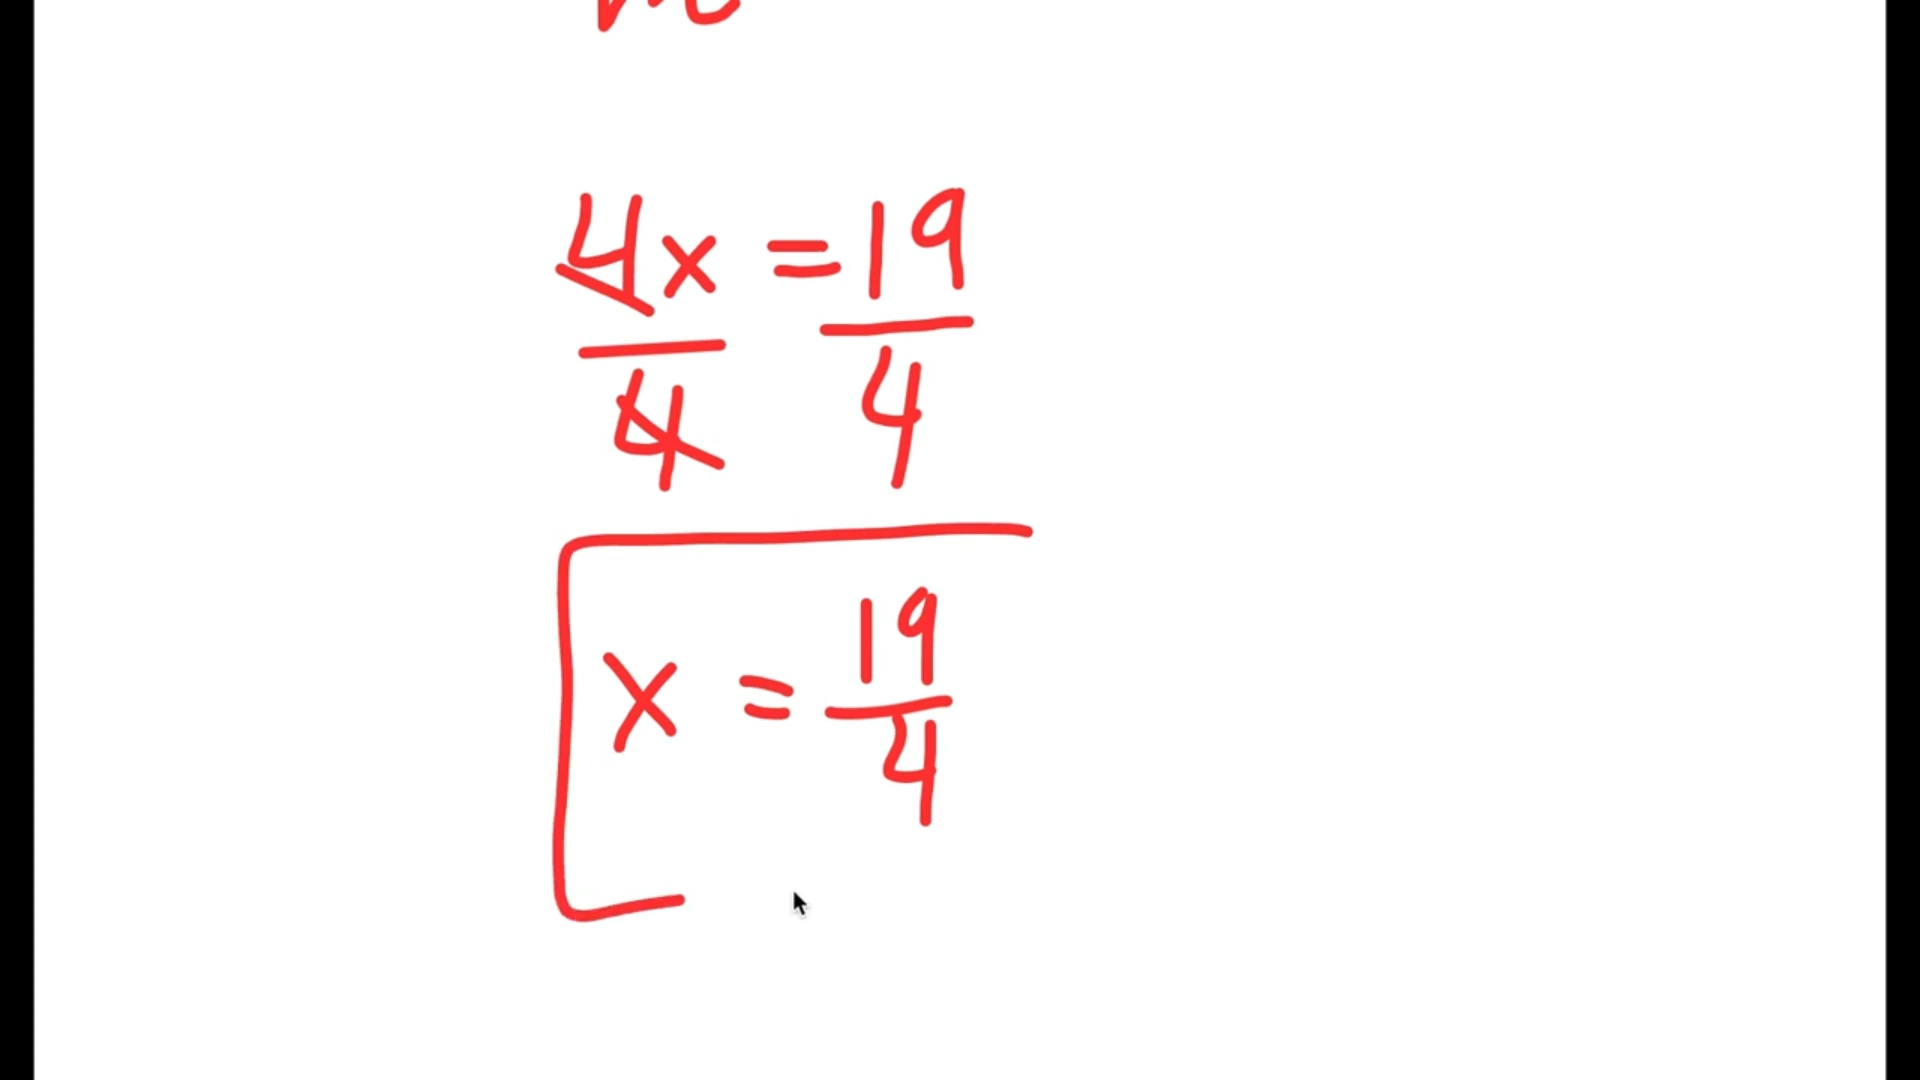 4x = 19
4 4
x = 19/4